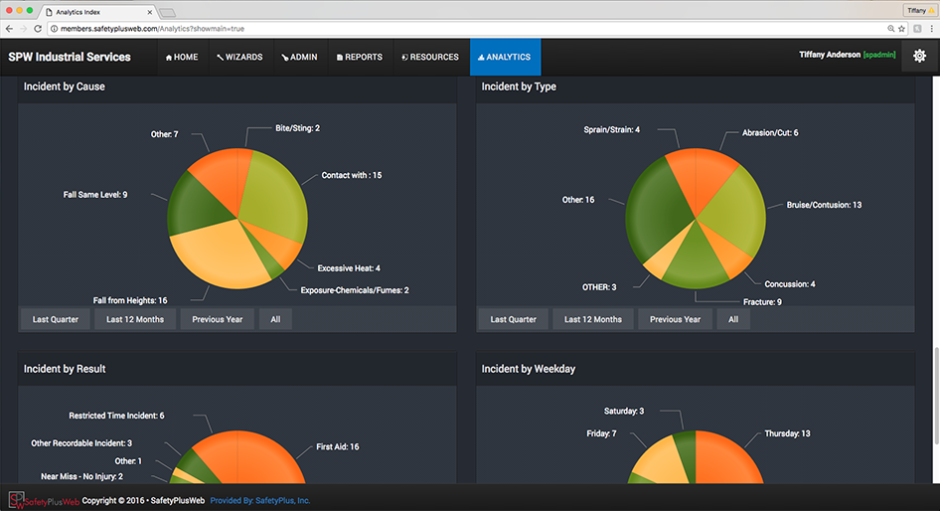 Analytics Index
Tiffany
members.safetyplusweb.com/Analytics?showmain=true
SPW Industrial Services
HOME
WIZARDS
ADMIN
REPORTS
RESOURCES
ANALYTICS
Tiffany Anderson [spadmin]
Incident by Cause
Other: 7
Bite/Sting: 2
Contact with : 15
Fall Same Level: 9
Excessive Heat: 4
Exposure-Chemicals/Fumes: 2
Fall from Heights: 16
Last Quarter
Last 12 Months
Previous Year
All
Incident by Type
Sprain/Strain: 4
Abrasion/Cut: 6
Other: 16
Bruise/Contusion: 13
OTHER: 3
Concussion: 4
Fracture: 9
Last Quarter
Last 12 Months
Previous Year
All
Incident by Result
Restricted Time Incident: 6
Other Recordable Incident: 3
First Aid: 16
Other: 1
Near Miss - No Injury: 2
Incident by Weekday
Saturday: 3
Friday: 7
Thursday: 13
SPW
SafetyPlusWeb
Copyright © 2016 • SafetyPlusWeb
Provided By: SafetyPlus, Inc.